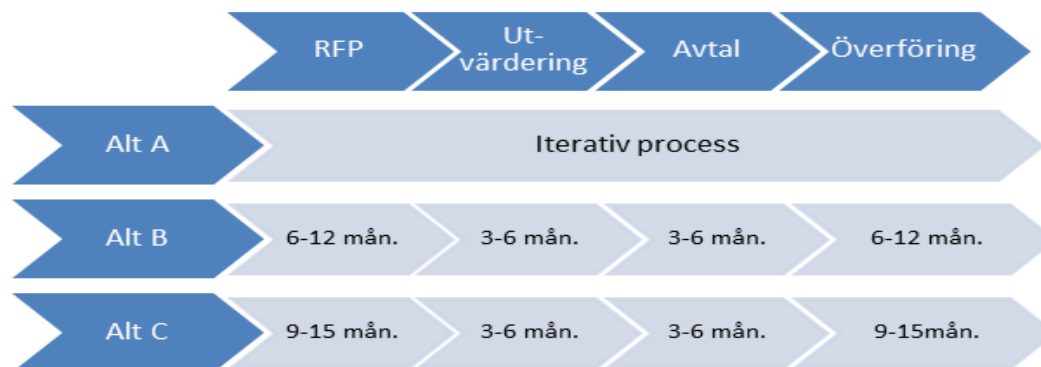 RFP
Ut-
värdering
Avtal
Överföring
Alt A
Iterativ process
Alt B
6-12 mån.
3-6 mån.
3-6 mån.
6-12 mån.
Alt C
9-15 mån.
3-6 mån.
3-6 mån.
9-15mån.